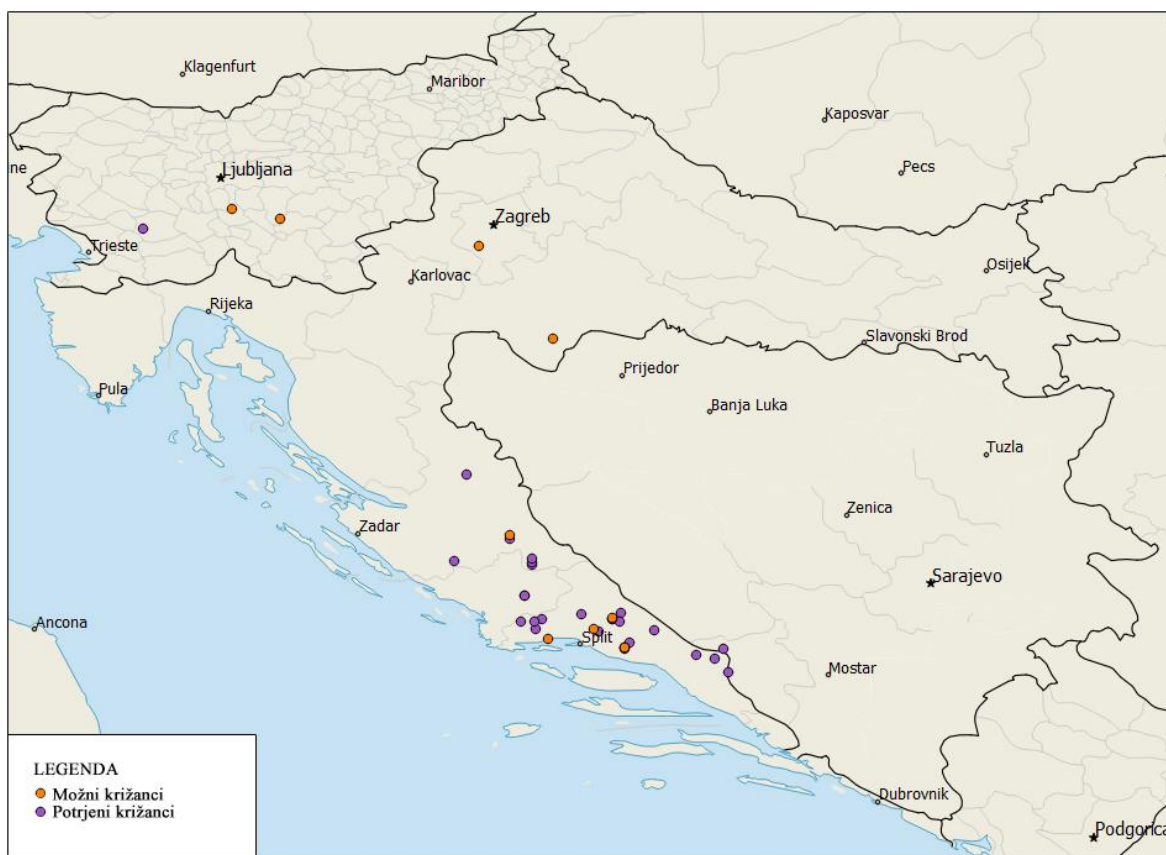 Klagenfurt
Maribor
Kaposvar
Pecs
ne
Ljubljana
Zagreb
Trieste
Osijek
Karlovac
Rijeka
Slavonski Brod
Prijedor
Pula
Banja Luka
Tuzla
Zenica
Zadar
Sarajevo
Ancona
Split
Mostar
LEGENDA
Možni križanci
Potrjeni križanci
Dubrovnik
Podgorica